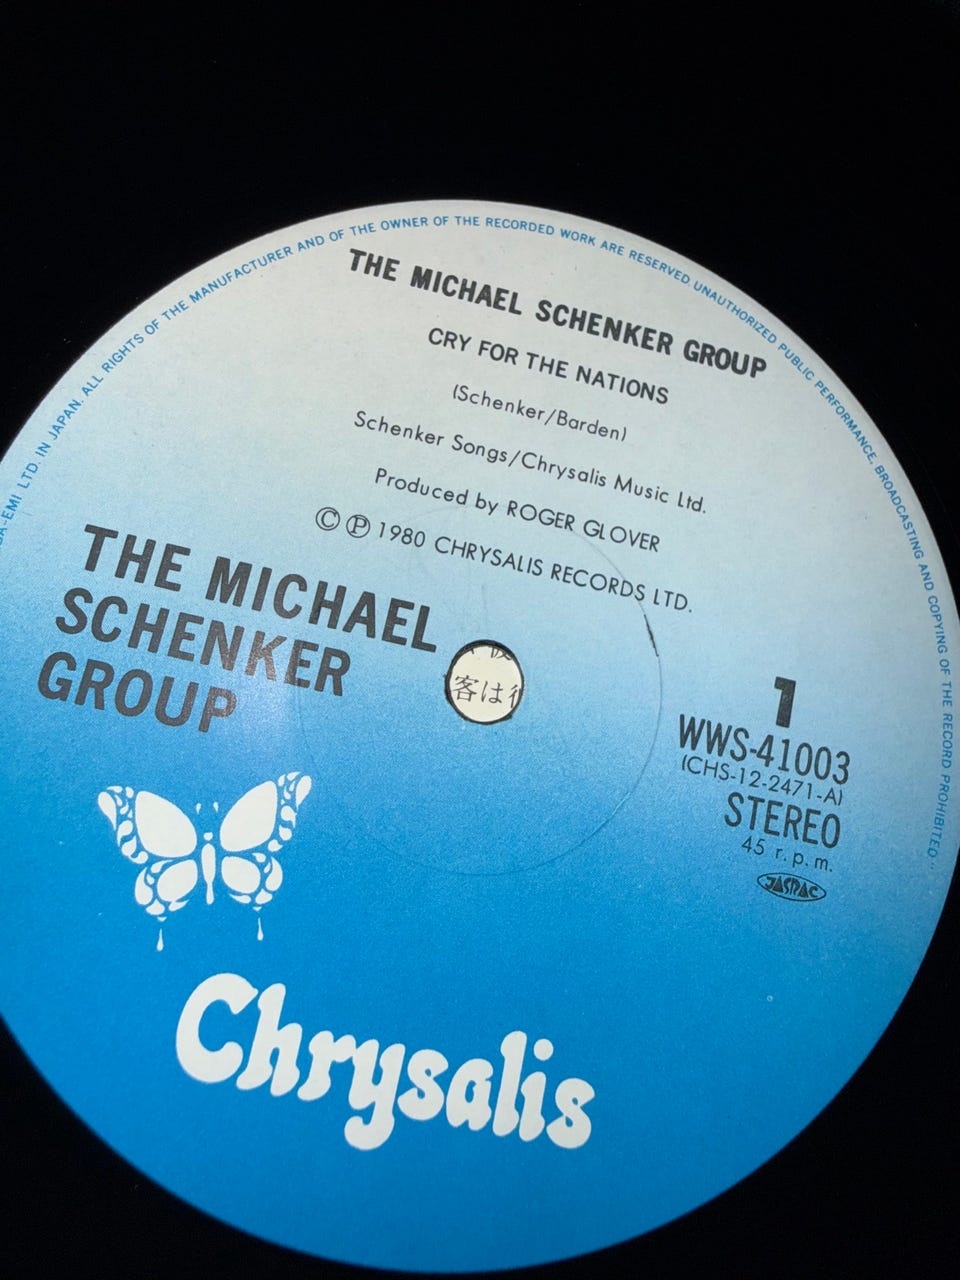 -EMI LTD. IN JAPAN. ALL RIGHTS OF THE MANUFACTURER AND OF THE OWNER OF THE RECORDED WORK ARE RESERVED. UNAUTHORIZED PUBLIC PERFORMANCE, BROADCASTING AND COPYING OF THE RECORD PROHIBITED.
THE MICHAEL SCHENKER GROUP
CRY FOR THE NATIONS
(Schenker/Barden)
Schenker Songs/Chrysalis Music Ltd.
Produced by ROGER GLOVER
© ℗ 1980 CHRYSALIS RECORDS LTD.
THE MICHAEL
SCHENKER
GROUP
客は
1
WWS-41003
(CHS-12-2471-A)
STEREO
45 r.p.m.
JASRAC
Chrysalis